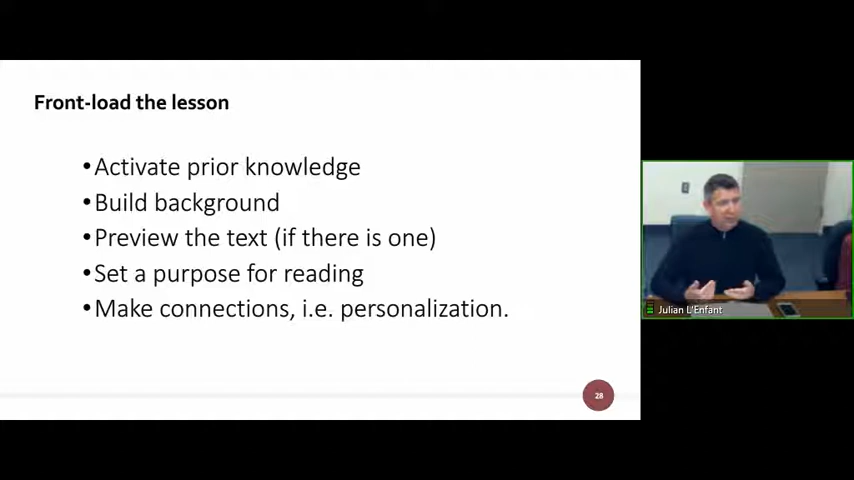 Front-load the lesson
•Activate prior knowledge
•Build background
•Preview the text (if there is one)
•Set a purpose for reading
•Make connections, i.e. personalization.
28
Julian L'Enfant